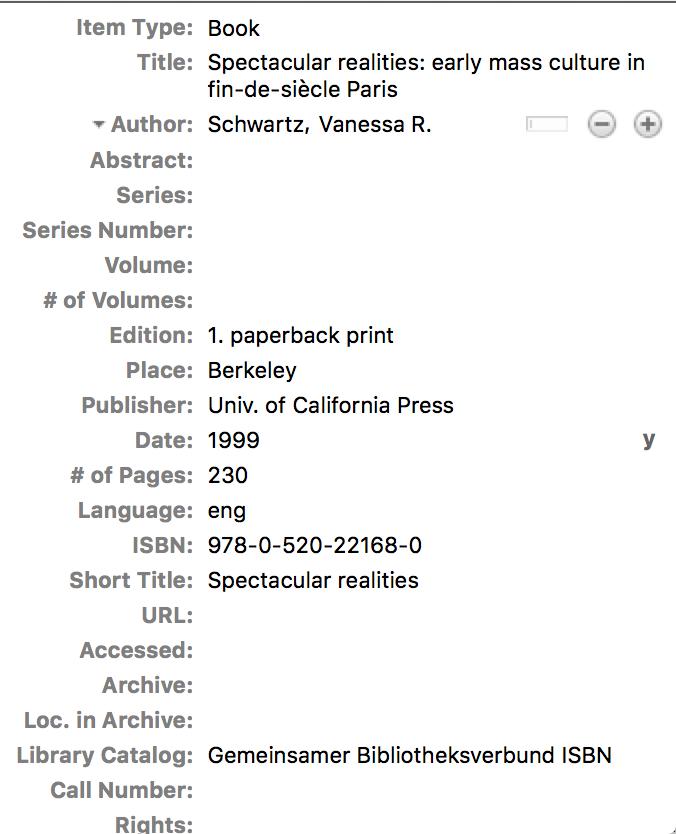 Item Type: Book
Title: Spectacular realities: early mass culture in
fin-de-siècle Paris
Author: Schwartz, Vanessa R.
Abstract:
Series:
Series Number:
Volume:
# of Volumes:
Edition: 1. paperback print
Place: Berkeley
Publisher: Univ. of California Press
Date: 1999 y
# of Pages: 230
Language: eng
ISBN: 978-0-520-22168-0
Short Title: Spectacular realities
URL:
Accessed:
Archive:
Loc. in Archive:
Library Catalog: Gemeinsamer Bibliotheksverbund ISBN
Call Number:
Rights: